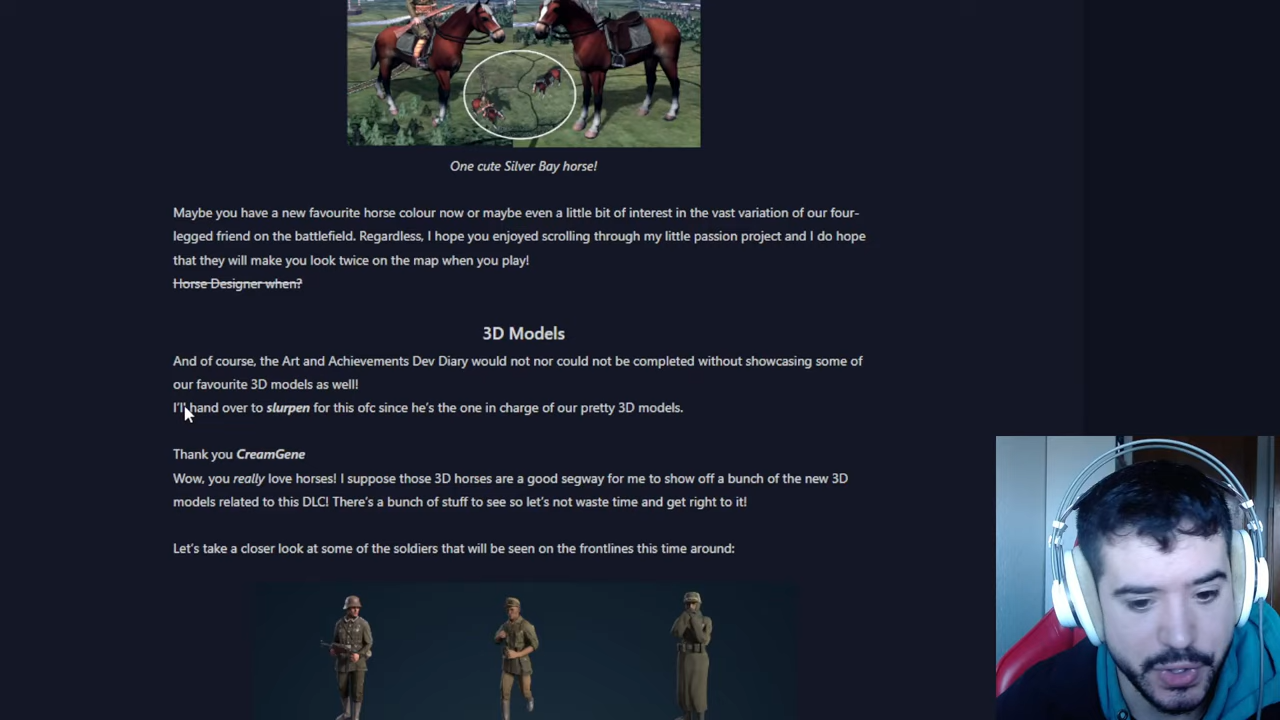 One cute Silver Bay horse!
Maybe you have a new favourite horse colour now or maybe even a little bit of interest in the vast variation of our four-
legged friend on the battlefield. Regardless, I hope you enjoyed scrolling through my little passion project and I do hope
that they will make you look twice on the map when you play!
Horse Designer when?
3D Models
And of course, the Art and Achievements Dev Diary would not nor could not be completed without showcasing some of
our favourite 3D models as well!
I'll hand over to slurpen for this ofc since he's the one in charge of our pretty 3D models.
Thank you CreamGene
Wow, you really love horses! I suppose those 3D horses are a good segway for me to show off a bunch of the new 3D
models related to this DLC! There's a bunch of stuff to see so let's not waste time and get right to it!
Let's take a closer look at some of the soldiers that will be seen on the frontlines this time around: